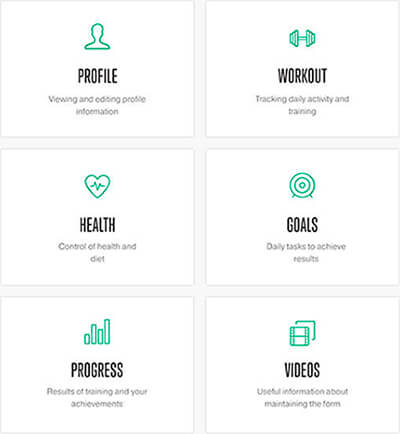 PROFILE
Viewing and editing profile
information
WORKOUT
Tracking daily activity and
training
HEALTH
Control of health and
diet
GOALS
Daily tasks to achieve
results
PROGRESS
Results of training and your
achievements
VIDEOS
Useful information about
maintaining the form